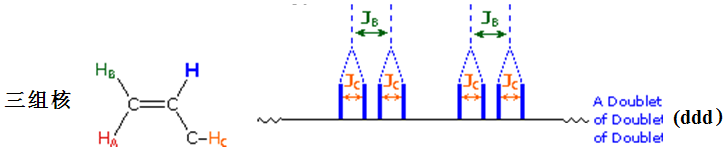 三组核
H_B H
C C
H_A C-H_C
J_B J_B
J_C J_C J_C J_C
A Doublet
of Doublet
of Doublet
(ddd)